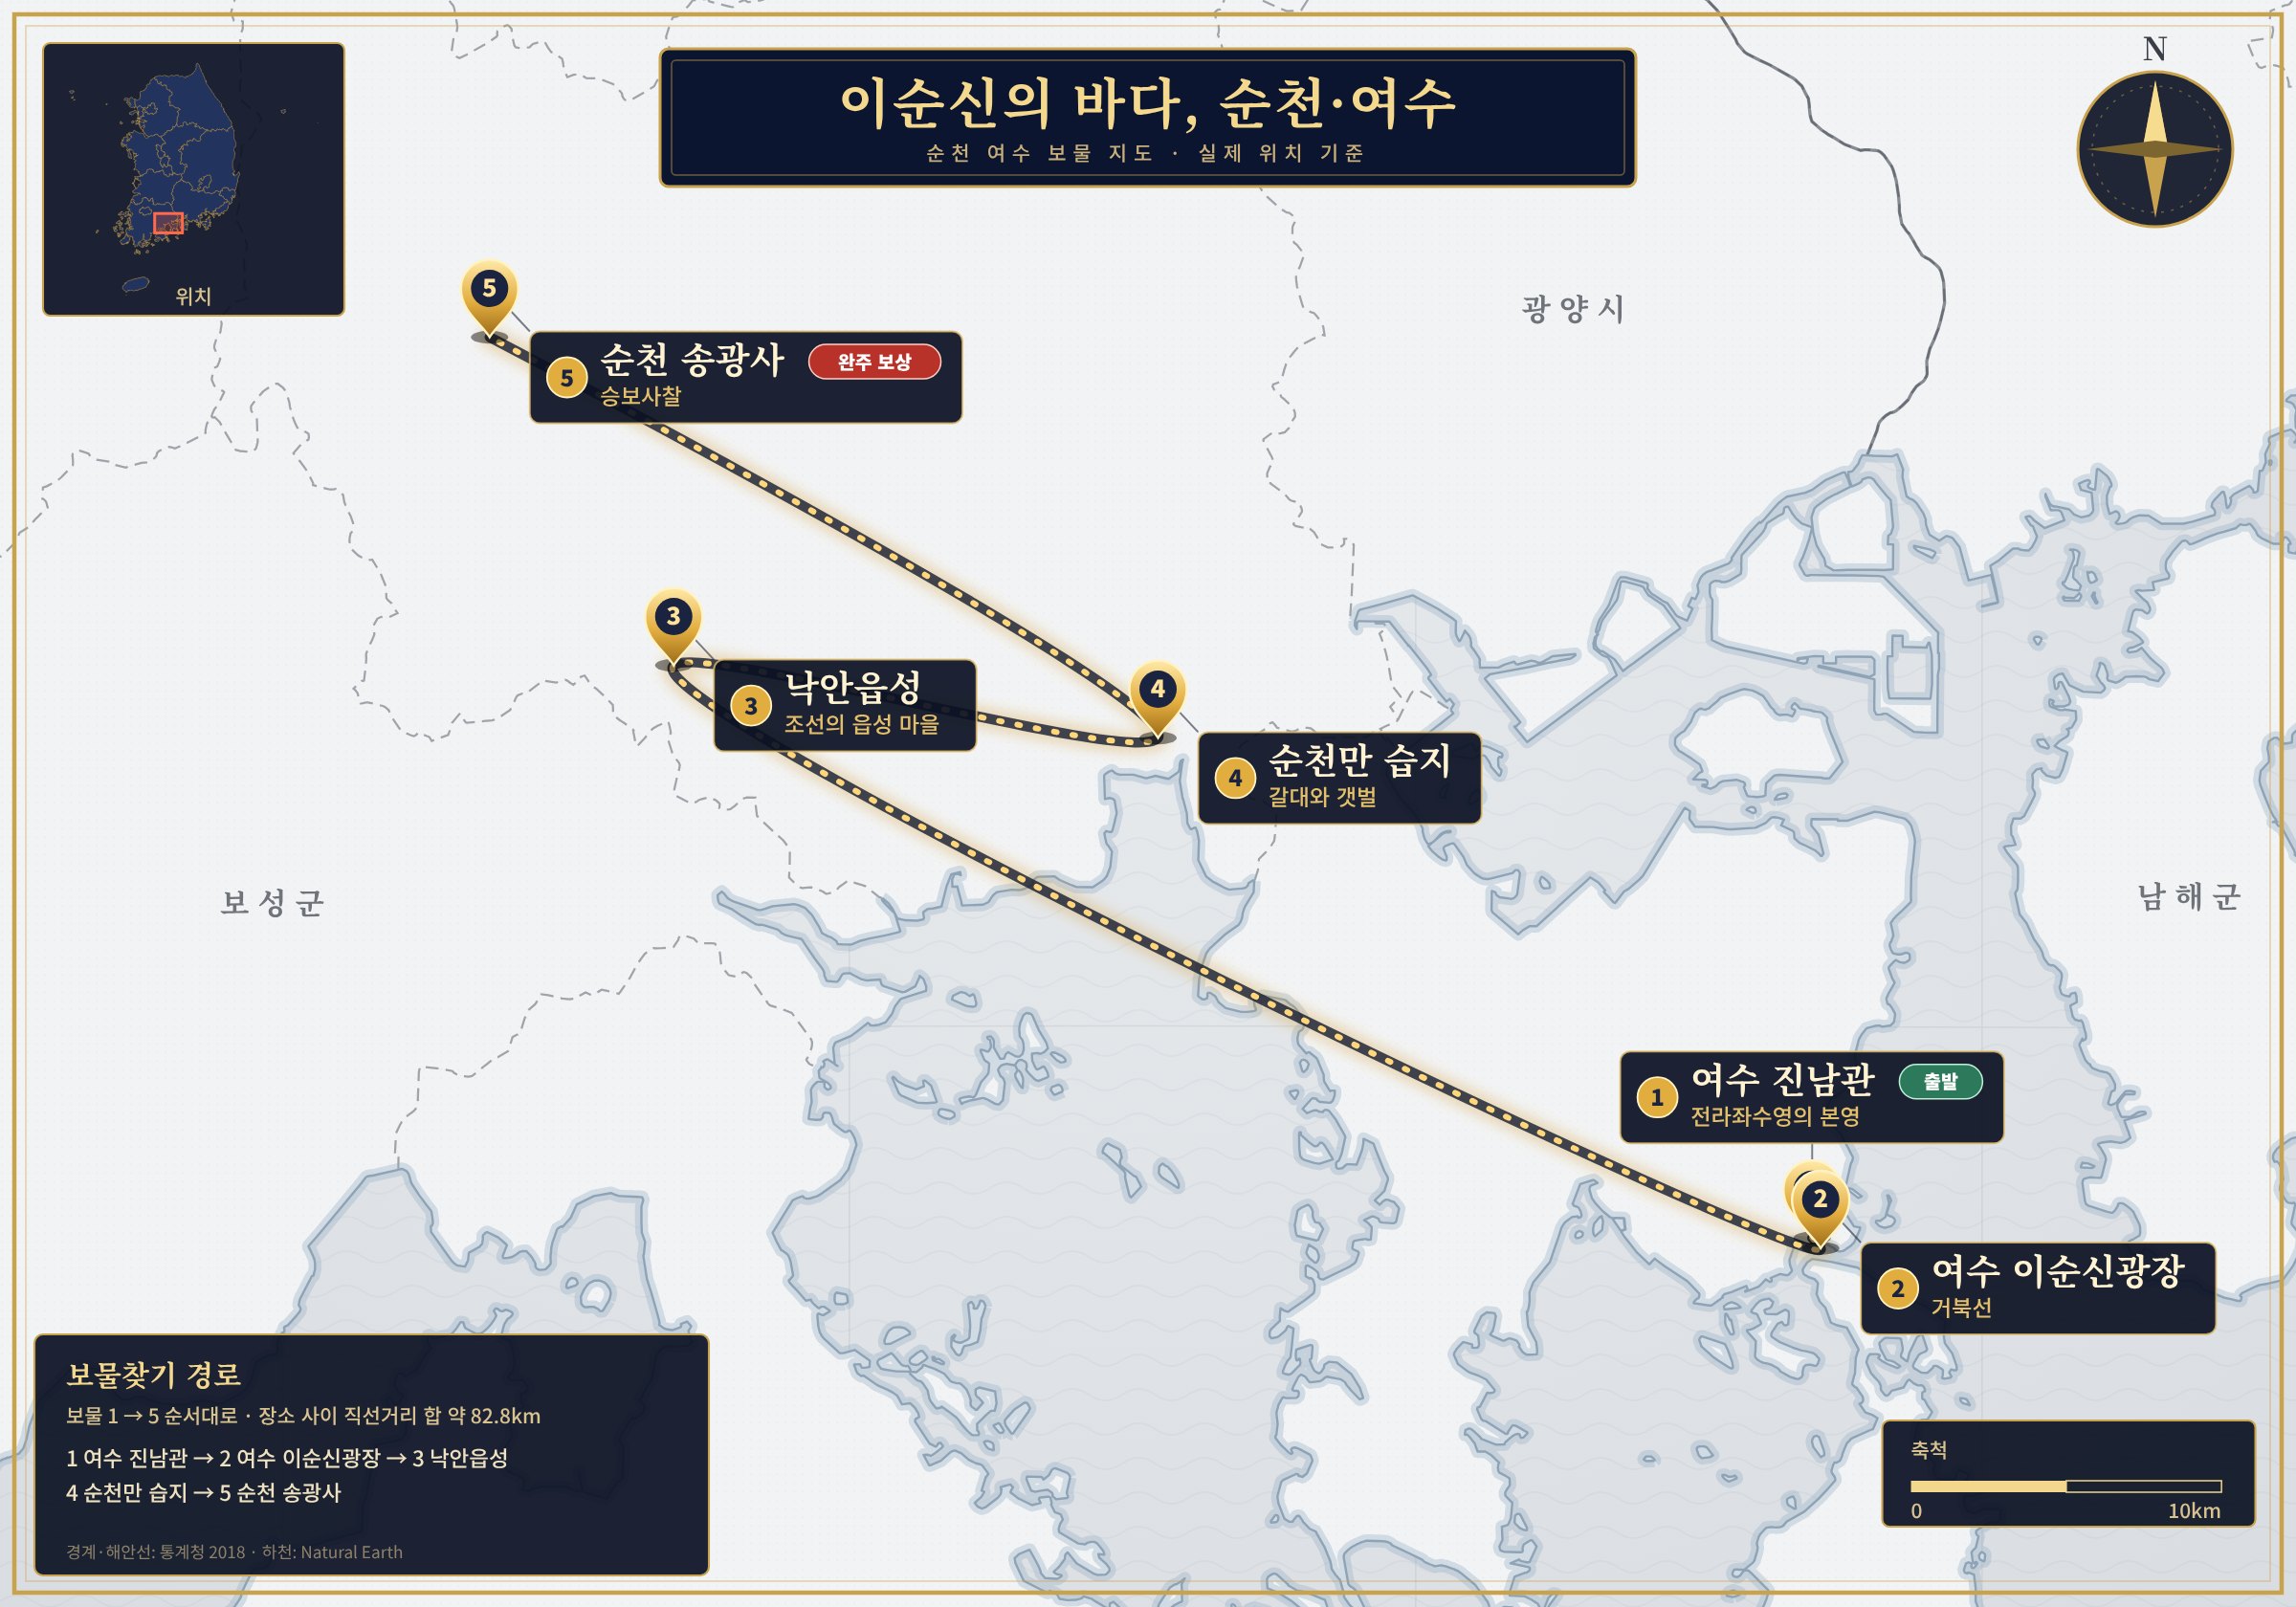 이순신의 바다, 순천·여수
순천 여수 보물 지도 · 실제 위치 기준
N
위치
광양시
5
5 순천 송광사 완주 보상
승보사찰
3
3 낙안읍성
조선의 읍성 마을
4
4 순천만 습지
갈대와 갯벌
보성군
남해군
1 여수 진남관 출발
전라좌수영의 본영
2
2 여수 이순신광장
거북선
보물찾기 경로
보물 1 → 5 순서대로 · 장소 사이 직선거리 합 약 82.8km
1 여수 진남관 → 2 여수 이순신광장 → 3 낙안읍성
4 순천만 습지 → 5 순천 송광사
경계·해안선: 통계청 2018 · 하천: Natural Earth
축척
0 10km